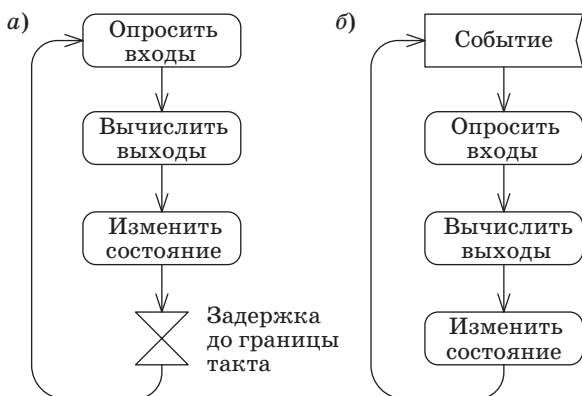 а)
Опросить
входы
Вычислить
выходы
Изменить
состояние
Задержка
до границы
такта
б)
Событие
Опросить
входы
Вычислить
выходы
Изменить
состояние